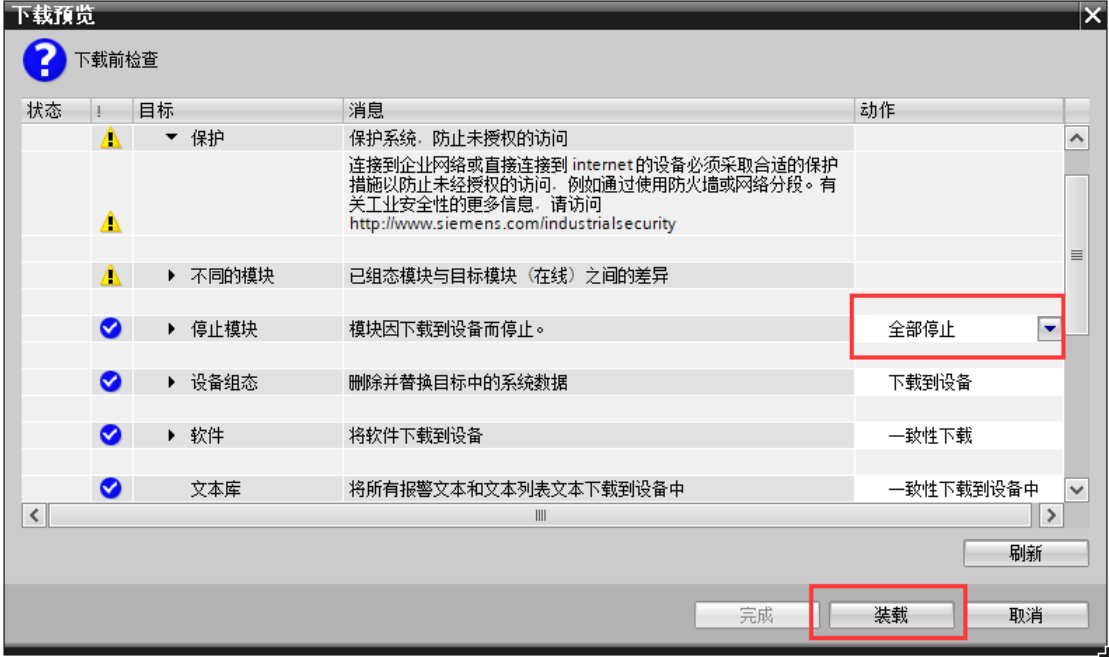 下载预览
下载前检查
状态 ! 目标 消息 动作
保护 保护系统，防止未授权的访问
连接到企业网络或直接连接到 internet 的设备必须采取合适的保护
措施以防止未经授权的访问，例如通过使用防火墙或网络分段。有
关工业安全性的更多信息，请访问
http://www.siemens.com/industrialsecurity
不同的模块 已组态模块与目标模块（在线）之间的差异
停止模块 模块因下载到设备而停止。 全部停止
设备组态 删除并替换目标中的系统数据 下载到设备
软件 将软件下载到设备 一致性下载
文本库 将所有报警文本和文本列表文本下载到设备中 一致性下载到设备中
刷新
完成 装载 取消